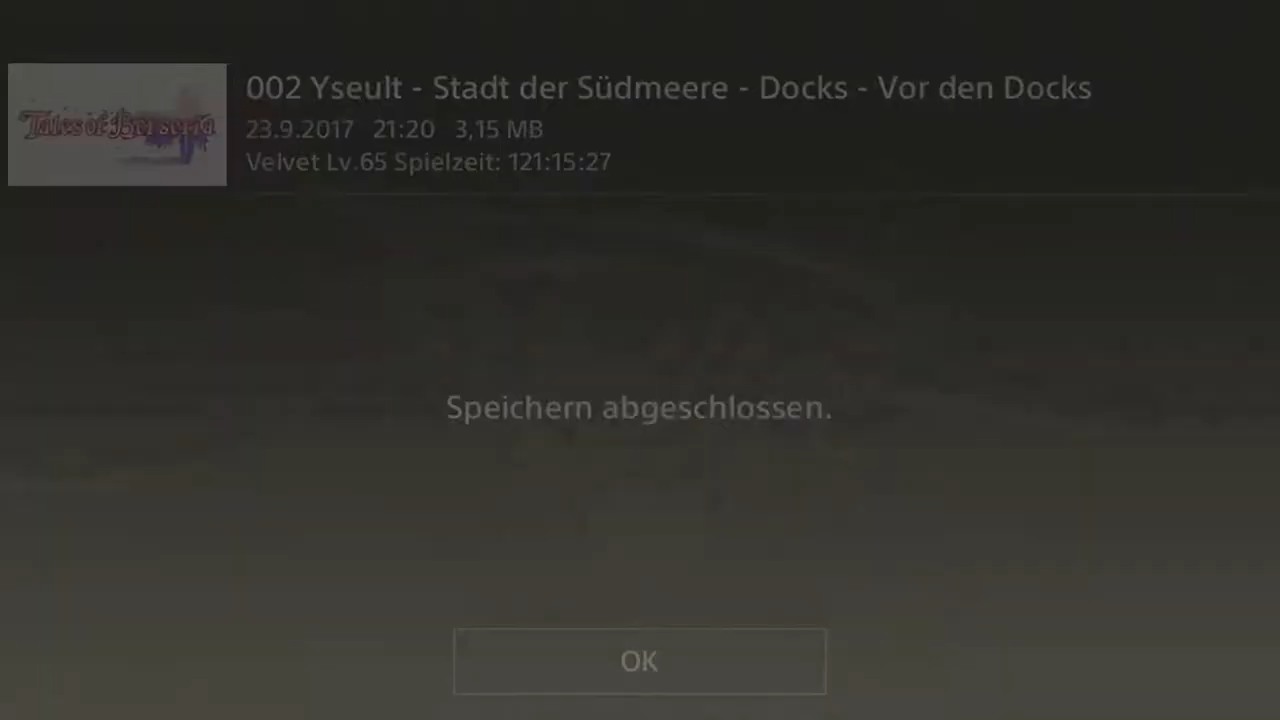 Tales of Berseria
002 Yseult - Stadt der Südmeere - Docks - Vor den Docks
23.9.2017 21:20 3,15 MB
Velvet Lv.65 Spielzeit: 121:15:27
Speichern abgeschlossen.
OK